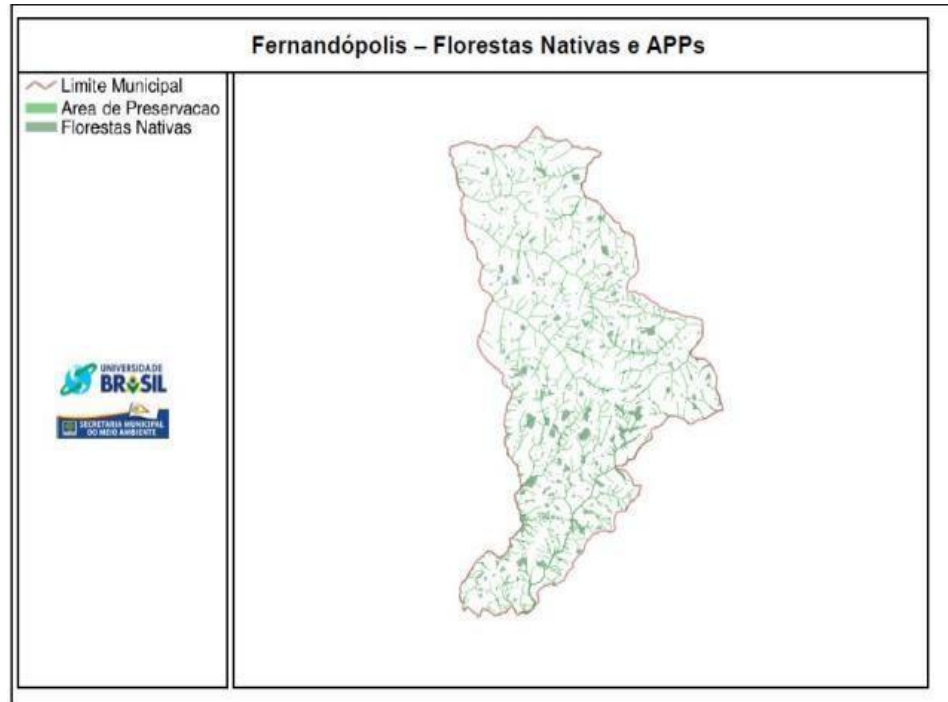 Fernandópolis – Florestas Nativas e APPs
Limite Municipal
Area de Preservacao
Florestas Nativas
UNIVERSIDADE
BRASIL
SECRETARIA MUNICIPAL
DO MEIO AMBIENTE